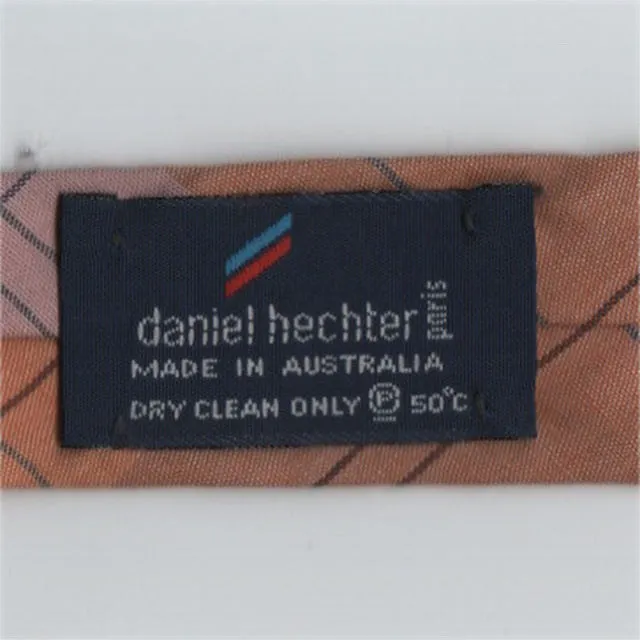 daniel hechter paris
MADE IN AUSTRALIA
DRY CLEAN ONLY Ⓟ 50°C